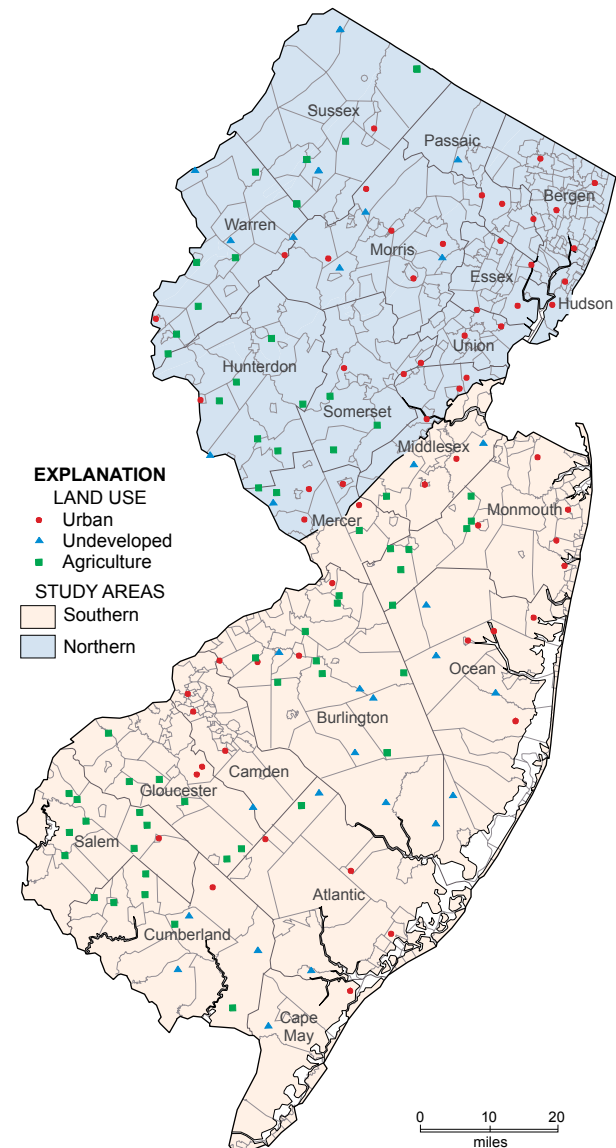 Sussex
Passaic
Bergen
Warren
Morris
Essex
Hudson
Union
Hunterdon
Somerset
Middlesex
EXPLANATION
LAND USE
Urban
Undeveloped
Agriculture
STUDY AREAS
Southern
Northern
Mercer
Monmouth
Ocean
Burlington
Camden
Gloucester
Salem
Atlantic
Cumberland
Cape
May
0 10 20
miles